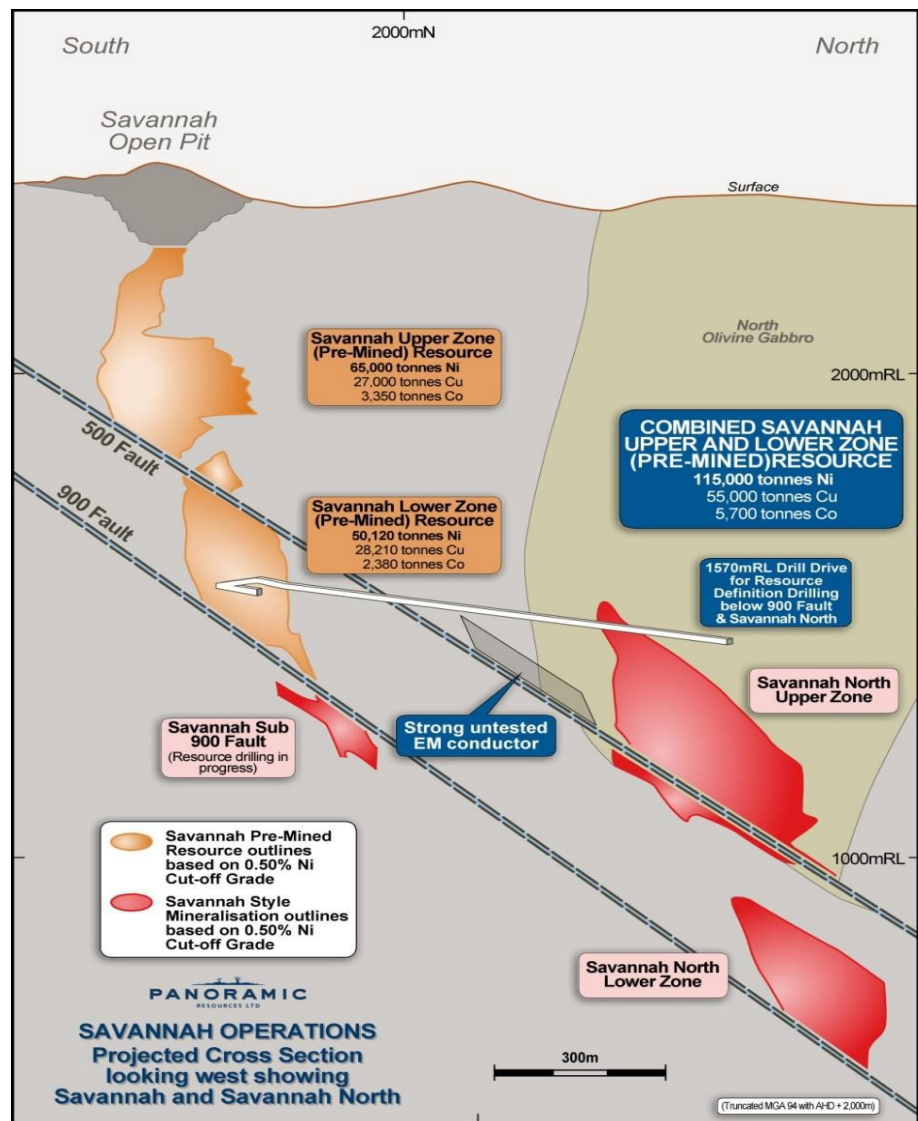 2000mN
South
North
Savannah
Open Pit
Surface
North
Olivine Gabbro
Savannah Upper Zone
(Pre-Mined) Resource
65,000 tonnes Ni
27,000 tonnes Cu
3,350 tonnes Co
2000mRL
COMBINED SAVANNAH
UPPER AND LOWER ZONE
(PRE-MINED)RESOURCE
115,000 tonnes Ni
55,000 tonnes Cu
5,700 tonnes Co
500 Fault
900 Fault
Savannah Lower Zone
(Pre-Mined) Resource
50,120 tonnes Ni
28,210 tonnes Cu
2,380 tonnes Co
1570mRL Drill Drive
for Resource
Definition Drilling
below 900 Fault
& Savannah North
Savannah North
Upper Zone
Savannah Sub
900 Fault
(Resource drilling in
progress)
Strong untested
EM conductor
Savannah Pre-Mined
Resource outlines
based on 0.50% Ni
Cut-off Grade
Savannah Style
Mineralisation outlines
based on 0.50% Ni
Cut-off Grade
1000mRL
Savannah North
Lower Zone
PANORAMIC
RESOURCES LTD
SAVANNAH OPERATIONS
Projected Cross Section
looking west showing
Savannah and Savannah North
300m
(Truncated MGA 94 with AHD + 2,000m)